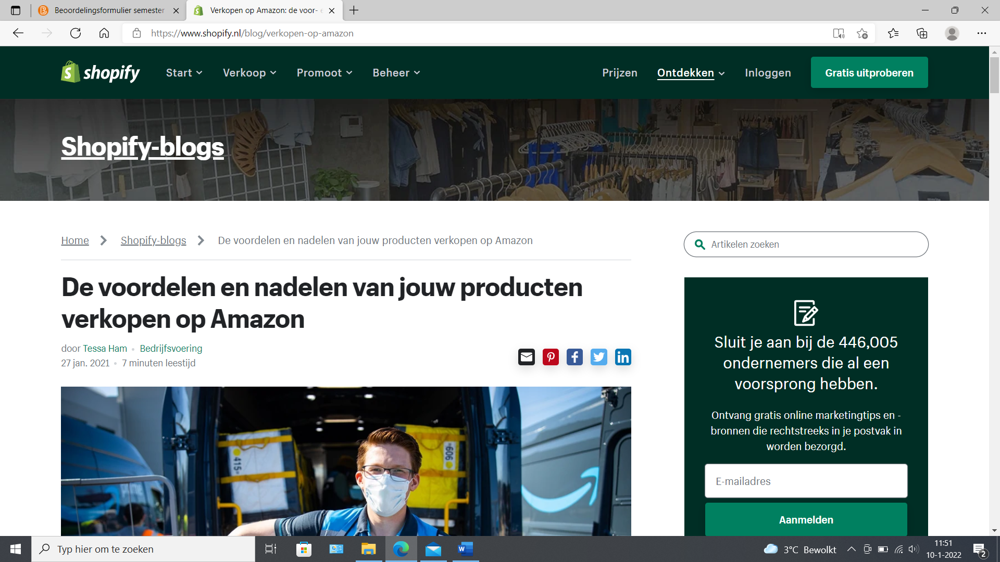 Beoordelingsformulier semester
Verkopen op Amazon: de voor- e
https://www.shopify.nl/blog/verkopen-op-amazon
shopify
Start
Verkoop
Promoot
Beheer
Prijzen
Ontdekken
Inloggen
Gratis uitproberen
Shopify-blogs
Home
Shopify-blogs
De voordelen en nadelen van jouw producten verkopen op Amazon
Artikelen zoeken
De voordelen en nadelen van jouw producten
verkopen op Amazon
door Tessa Ham • Bedrijfsvoering
27 jan. 2021 • 7 minuten leestijd
415
606
Sluit je aan bij de 446,005
ondernemers die al een
voorsprong hebben.
Ontvang gratis online marketingtips en -
bronnen die rechtstreeks in je postvak in
worden bezorgd.
E-mailadres
Aanmelden
Typ hier om te zoeken
3°C Bewolkt
11:51
10-1-2022
2